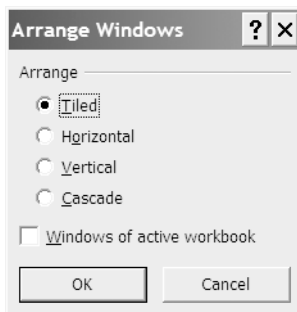 Arrange Windows ? ×
Arrange
Tiled
Horizontal
Vertical
Cascade
Windows of active workbook
OK Cancel